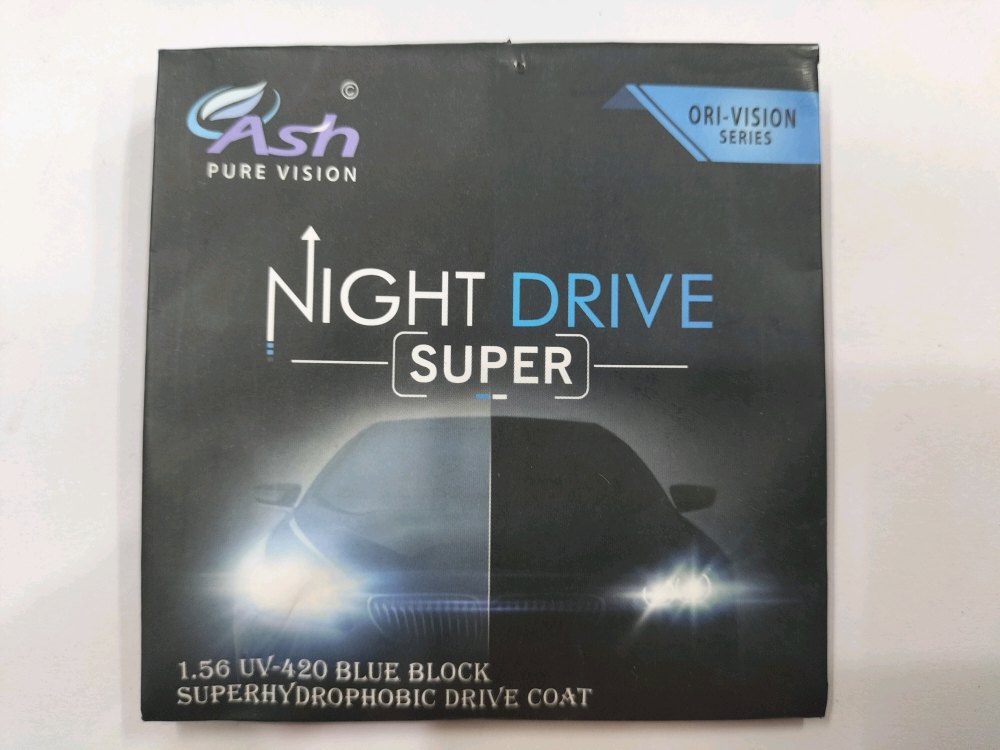 Ash ©
PURE VISION
ORI-VISION
SERIES
NIGHT DRIVE
SUPER
1.56 UV-420 BLUE BLOCK
SUPERHYDROPHOBIC DRIVE COAT